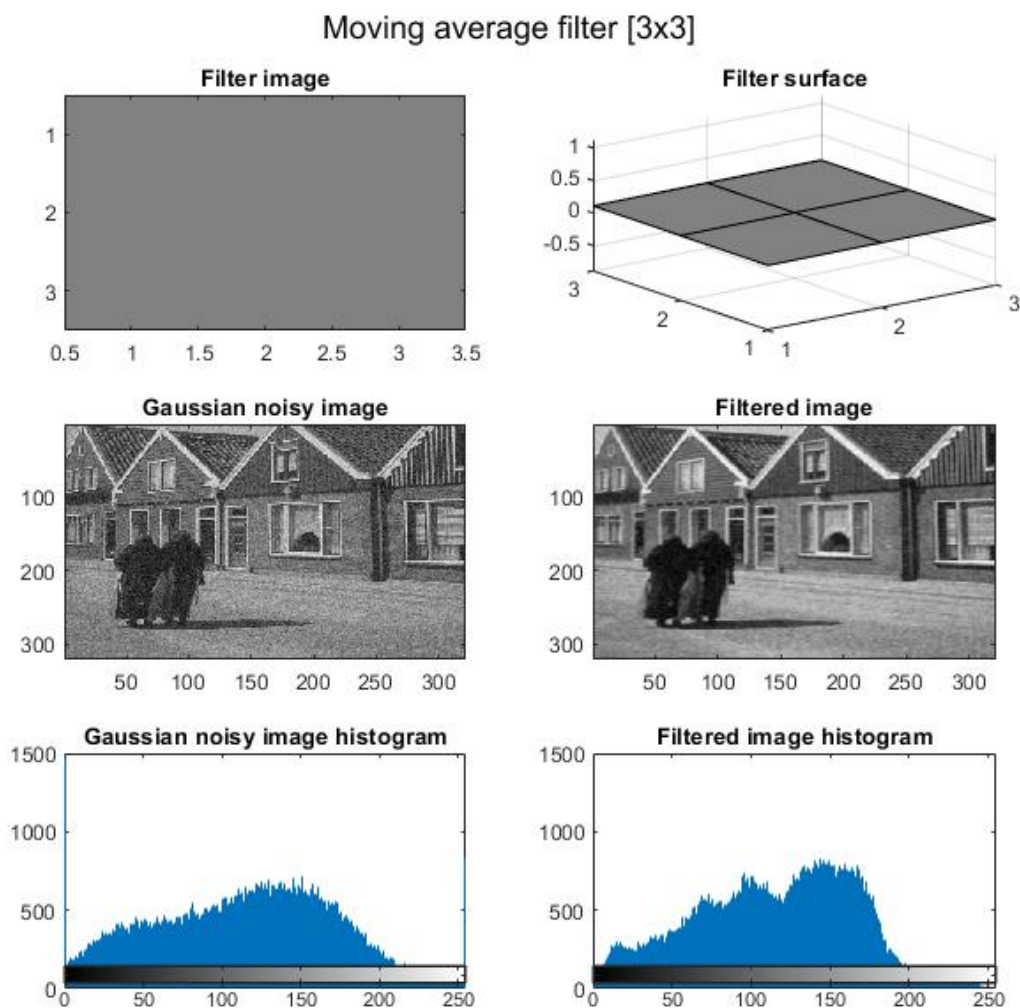 Moving average filter [3x3]
Filter image
Filter surface
1
2
3
0.5 1 1.5 2 2.5 3 3.5
1
0.5
0
-0.5
3
2
1
1
2
3
Gaussian noisy image
Filtered image
100
200
300
50 100 150 200 250 300
100
200
300
50 100 150 200 250 300
Gaussian noisy image histogram
Filtered image histogram
1500
1000
500
0
0 50 100 150 200 250
1500
1000
500
0
0 50 100 150 200 250